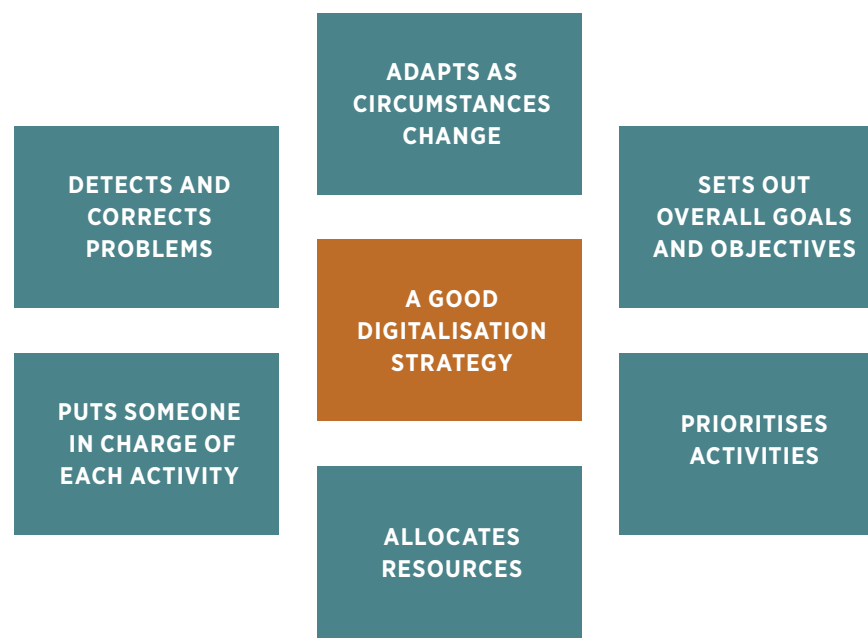 ADAPTS AS
CIRCUMSTANCES
CHANGE
DETECTS AND
CORRECTS
PROBLEMS
SETS OUT
OVERALL GOALS
AND OBJECTIVES
A GOOD
DIGITALISATION
STRATEGY
PUTS SOMEONE
IN CHARGE OF
EACH ACTIVITY
PRIORITISES
ACTIVITIES
ALLOCATES
RESOURCES